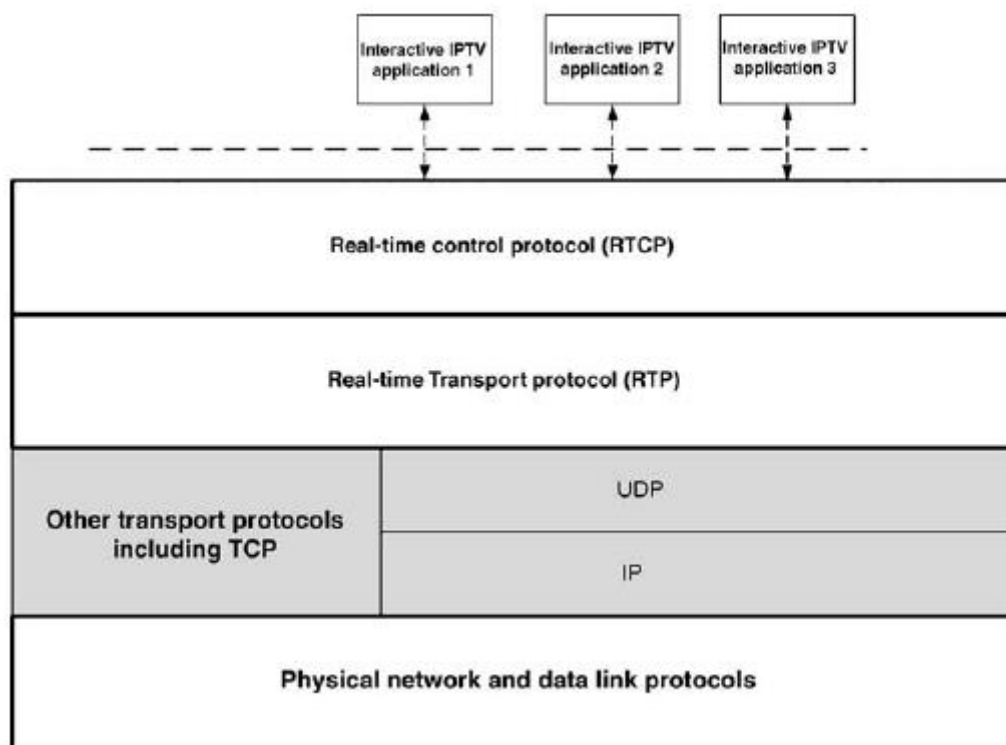 Interactive IPTV
application 1
Interactive IPTV
application 2
Interactive IPTV
application 3
Real-time control protocol (RTCP)
Real-time Transport protocol (RTP)
Other transport protocols
including TCP
UDP
IP
Physical network and data link protocols